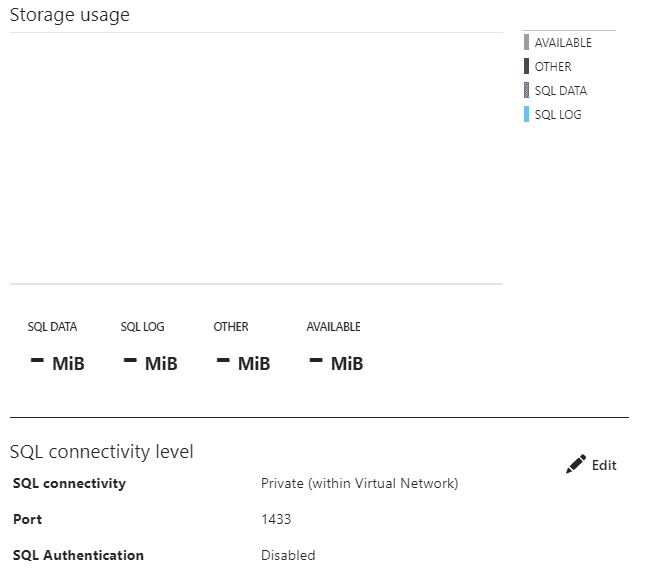 Storage usage
AVAILABLE
OTHER
SQL DATA
SQL LOG
SQL DATA SQL LOG OTHER AVAILABLE
- MiB - MiB - MiB - MiB
SQL connectivity level
Edit
SQL connectivity Private (within Virtual Network)
Port 1433
SQL Authentication Disabled